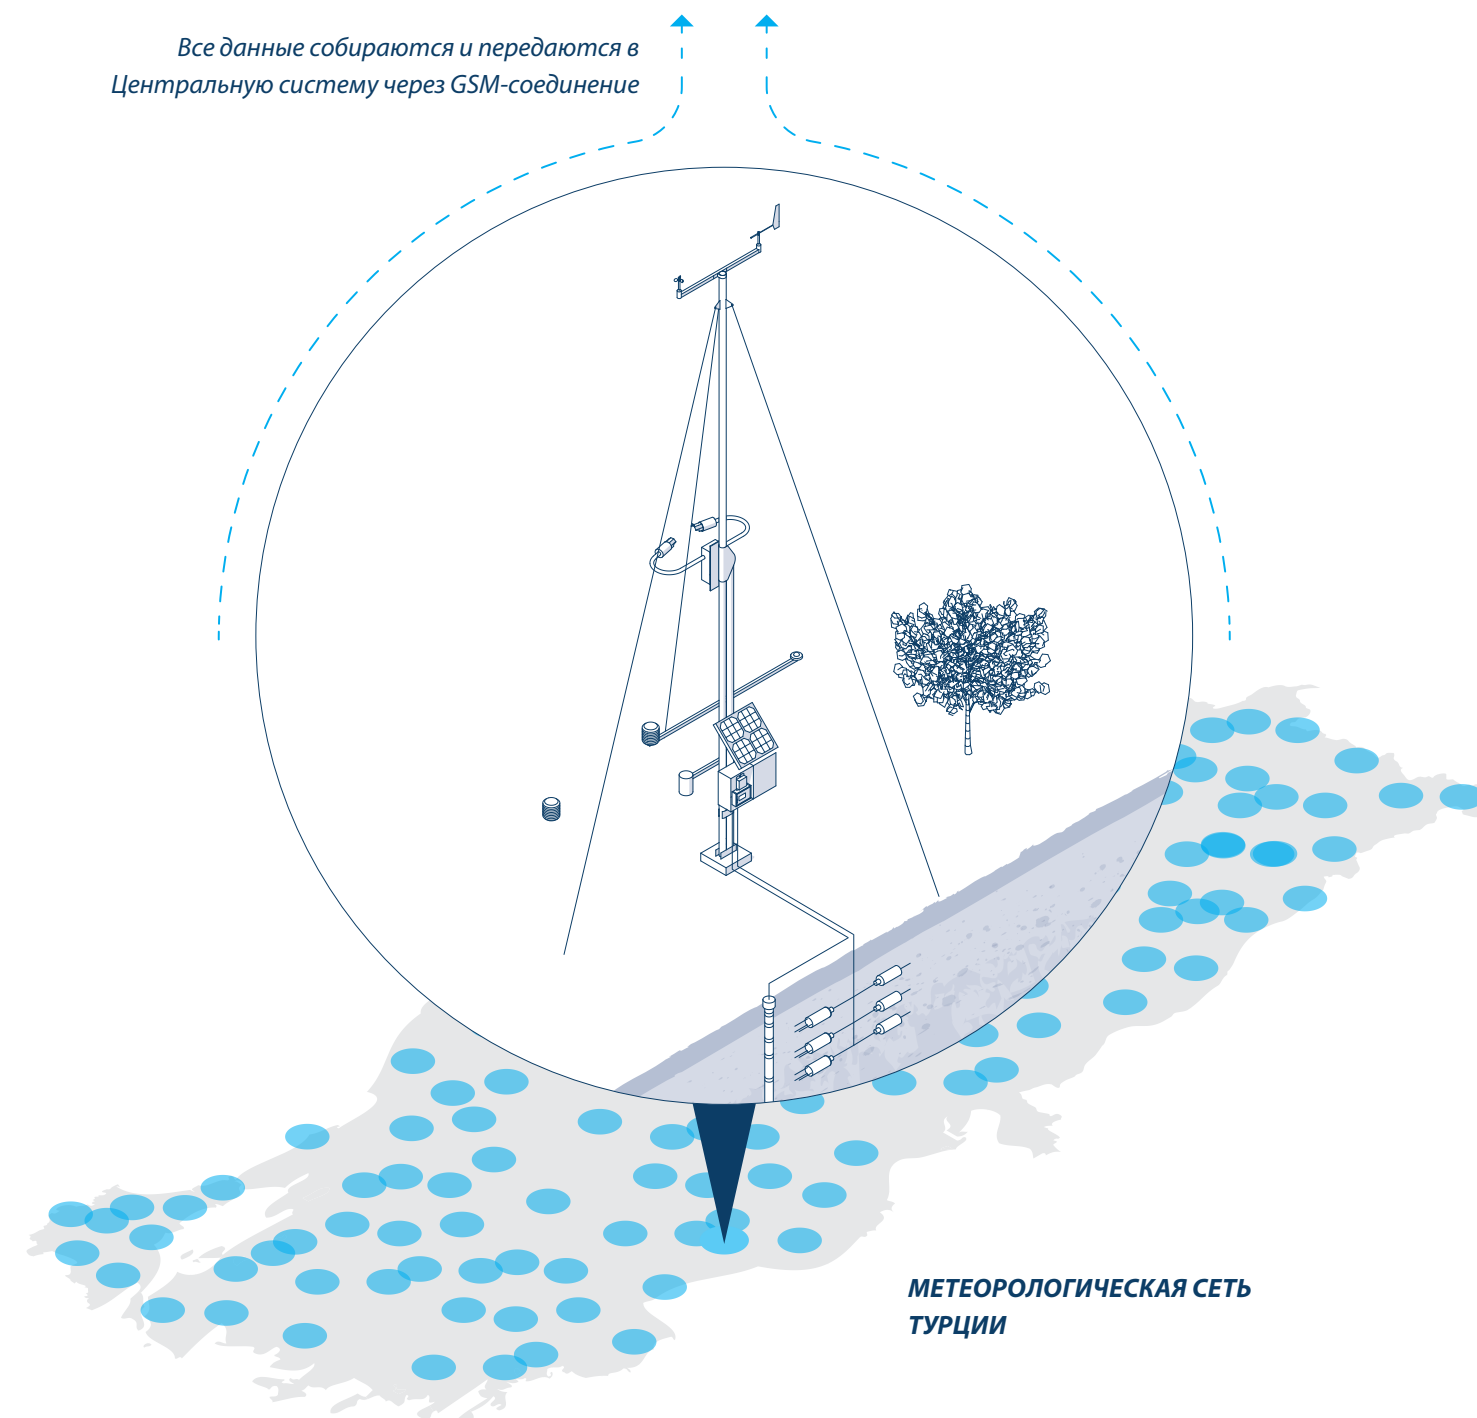 Все данные собираются и передаются в
Центральную систему через GSM-соединение
МЕТЕОРОЛОГИЧЕСКАЯ СЕТЬ
ТУРЦИИ